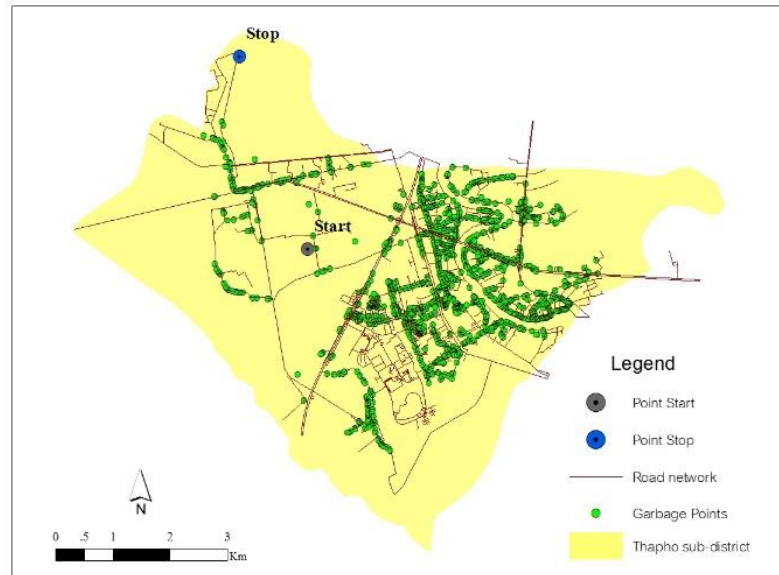 Stop
Start
Legend
Point Start
Point Stop
Road network
Garbage Points
Thapho sub-district
N
0 .5 1 2 3
Km